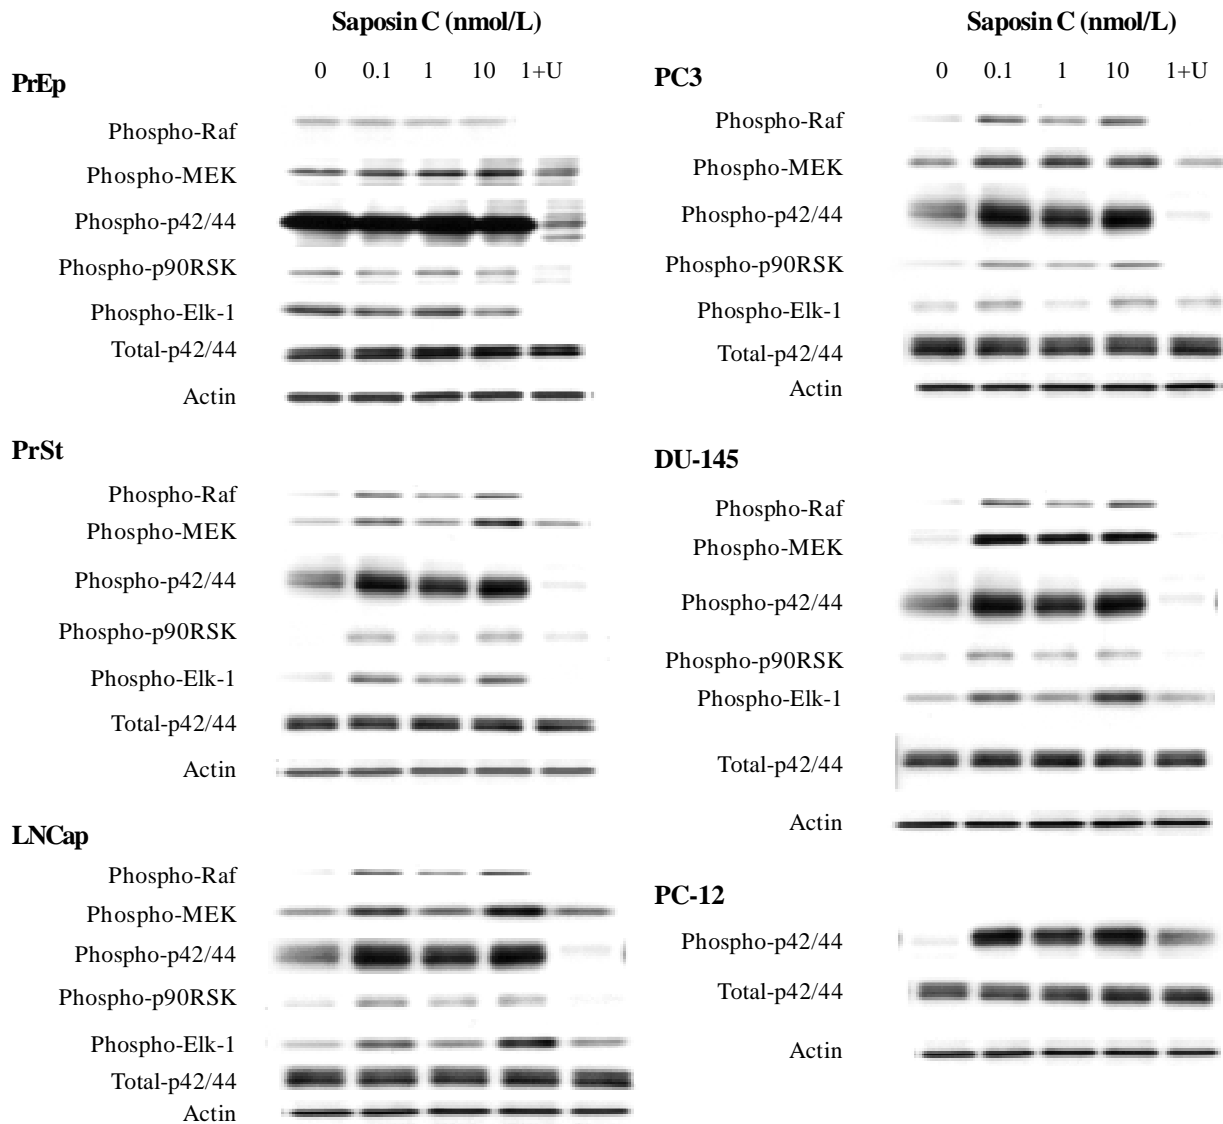 Saposin C (nmol/L)
0 0.1 1 10 1+U
PrEp
Phospho-Raf
Phospho-MEK
Phospho-p42/44
Phospho-p90RSK
Phospho-Elk-1
Total-p42/44
Actin
PrSt
Phospho-Raf
Phospho-MEK
Phospho-p42/44
Phospho-p90RSK
Phospho-Elk-1
Total-p42/44
Actin
LNCap
Phospho-Raf
Phospho-MEK
Phospho-p42/44
Phospho-p90RSK
Phospho-Elk-1
Total-p42/44
Actin
Saposin C (nmol/L)
0 0.1 1 10 1+U
PC3
Phospho-Raf
Phospho-MEK
Phospho-p42/44
Phospho-p90RSK
Phospho-Elk-1
Total-p42/44
Actin
DU-145
Phospho-Raf
Phospho-MEK
Phospho-p42/44
Phospho-p90RSK
Phospho-Elk-1
Total-p42/44
Actin
PC-12
Phospho-p42/44
Total-p42/44
Actin